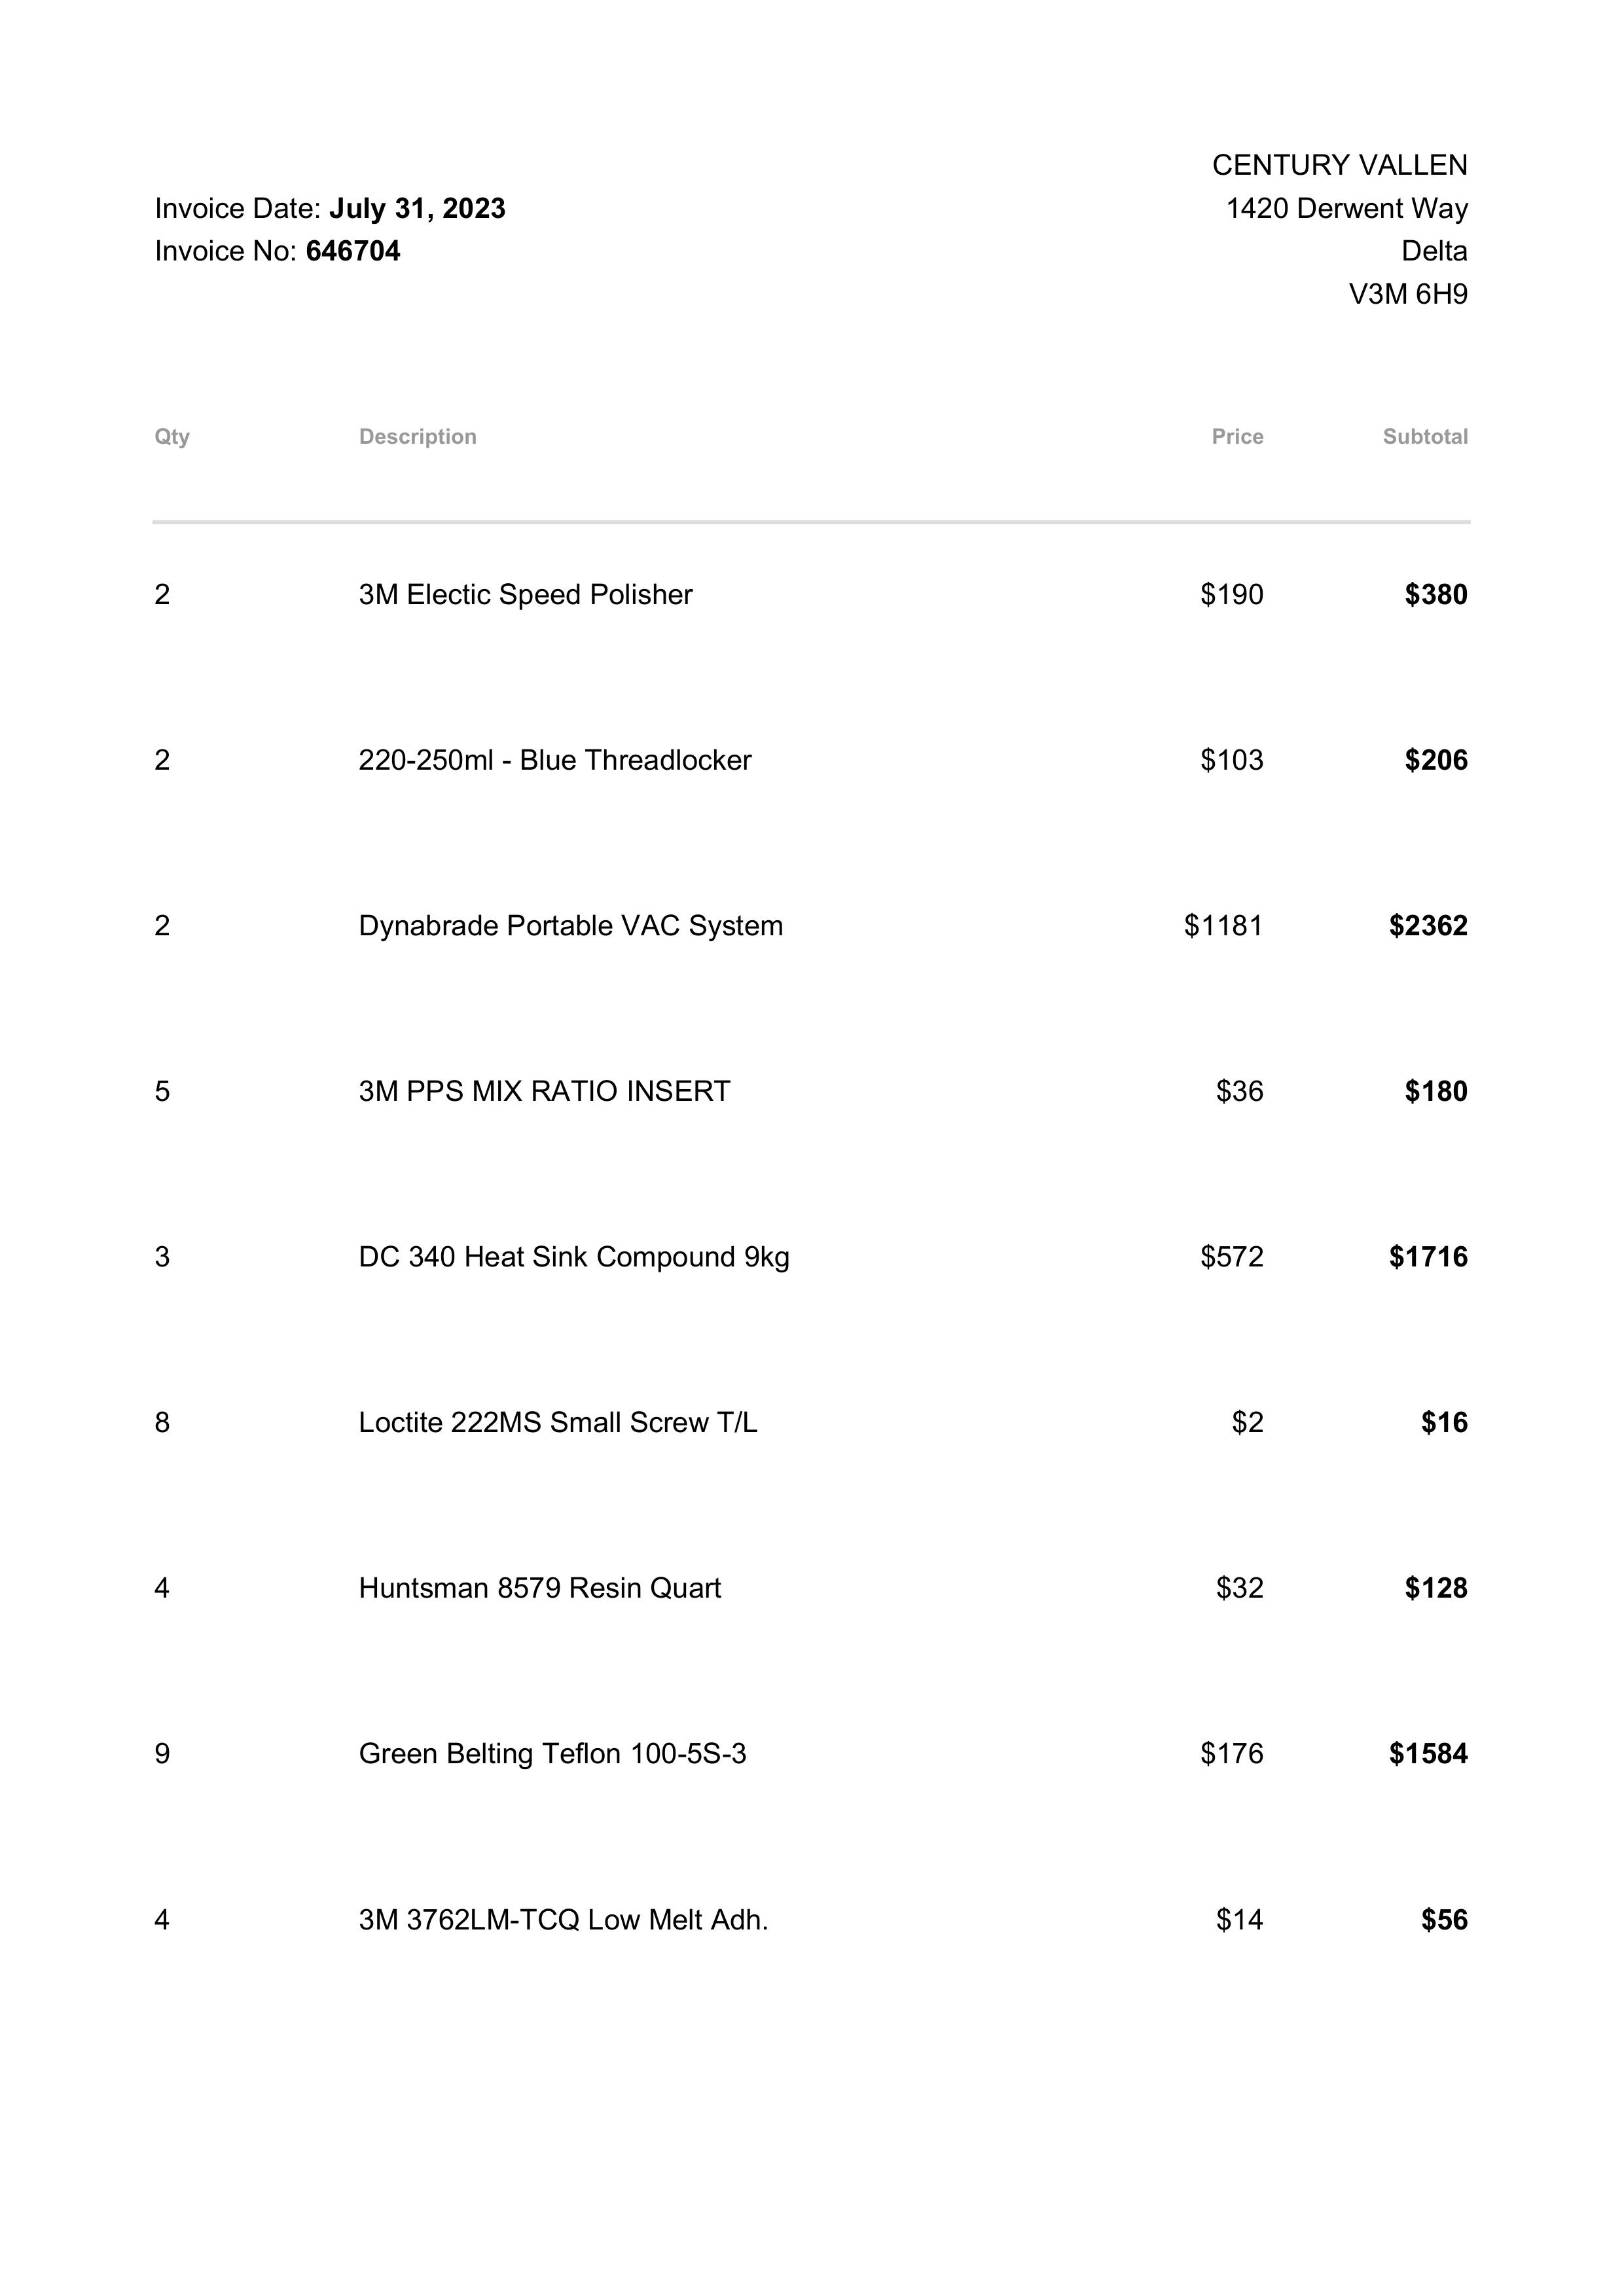 CENTURY VALLEN
Invoice Date: July 31, 2023 1420 Derwent Way
Invoice No: 646704 Delta
V3M 6H9
Qty Description Price Subtotal
2 3M Electic Speed Polisher $190 $380
2 220-250ml - Blue Threadlocker $103 $206
2 Dynabrade Portable VAC System $1181 $2362
5 3M PPS MIX RATIO INSERT $36 $180
3 DC 340 Heat Sink Compound 9kg $572 $1716
8 Loctite 222MS Small Screw T/L $2 $16
4 Huntsman 8579 Resin Quart $32 $128
9 Green Belting Teflon 100-5S-3 $176 $1584
4 3M 3762LM-TCQ Low Melt Adh. $14 $56